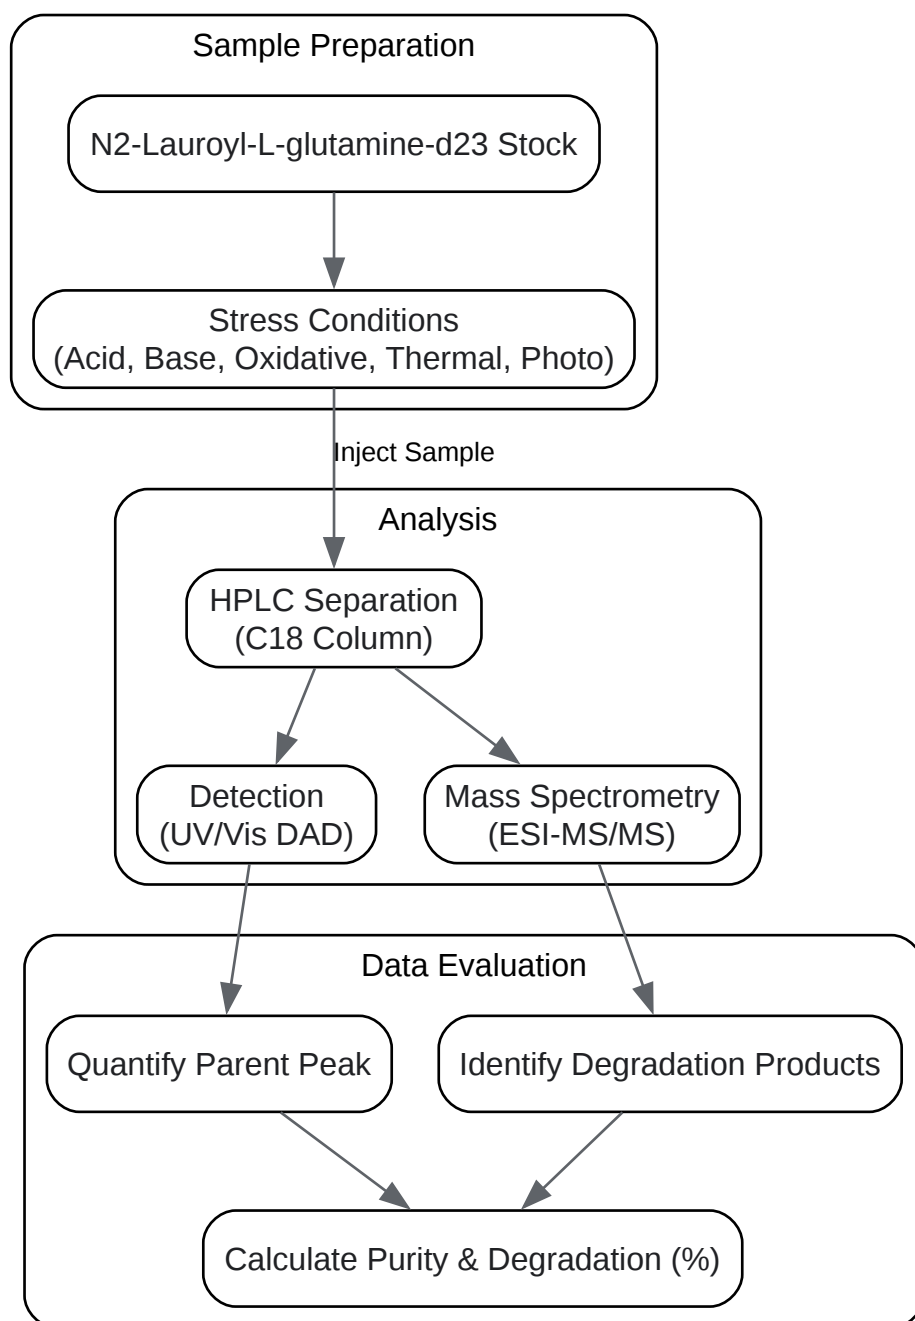 Sample Preparation
N2-Lauroyl-L-glutamine-d23 Stock
Stress Conditions
(Acid, Base, Oxidative, Thermal, Photo)
Inject Sample
Analysis
HPLC Separation
(C18 Column)
Detection
(UV/Vis DAD)
Mass Spectrometry
(ESI-MS/MS)
Data Evaluation
Quantify Parent Peak
Identify Degradation Products
Calculate Purity & Degradation (%)